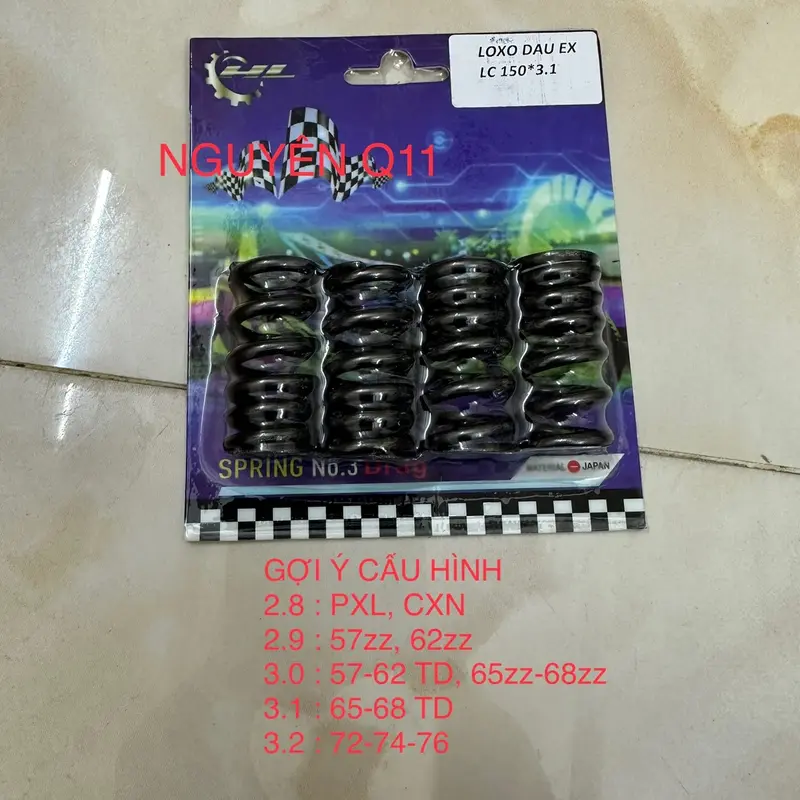 LOXO DAU EX
LC 150*3.1
NGUYÊN Q11
SPRING No.3 Drag
MATERIAL JAPAN
GỢI Ý CẤU HÌNH
2.8 : PXL, CXN
2.9 : 57zz, 62zz
3.0 : 57-62 TD, 65zz-68zz
3.1 : 65-68 TD
3.2 : 72-74-76